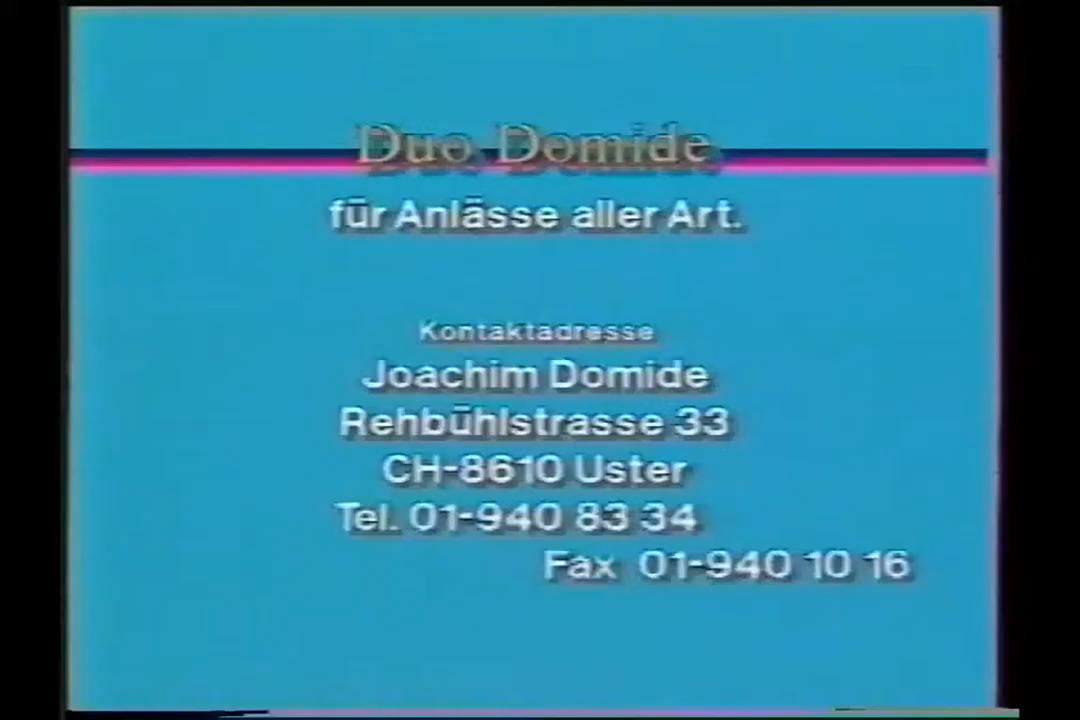 Duo Domide
für Anlässe aller Art.
Kontaktadresse
Joachim Domide
Rehbühlstrasse 33
CH-8610 Uster
Tel. 01-940 83 34
Fax 01-940 10 16